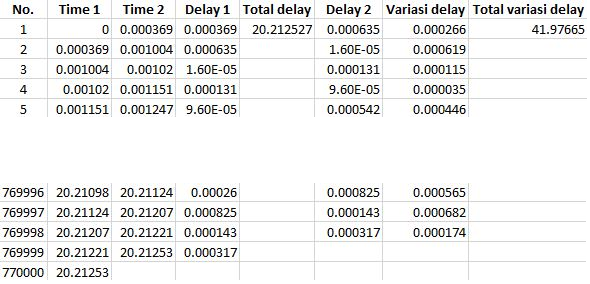 No. Time 1 Time 2 Delay 1 Total delay Delay 2 Variasi delay Total variasi delay
1 0 0.000369 0.000369 20.212527 0.000635 0.000266 41.97665
2 0.000369 0.001004 0.000635 1.60E-05 0.000619
3 0.001004 0.00102 1.60E-05 0.000131 0.000115
4 0.00102 0.001151 0.000131 9.60E-05 0.000035
5 0.001151 0.001247 9.60E-05 0.000542 0.000446
769996 20.21098 20.21124 0.00026 0.000825 0.000565
769997 20.21124 20.21207 0.000825 0.000143 0.000682
769998 20.21207 20.21221 0.000143 0.000317 0.000174
769999 20.21221 20.21253 0.000317
770000 20.21253